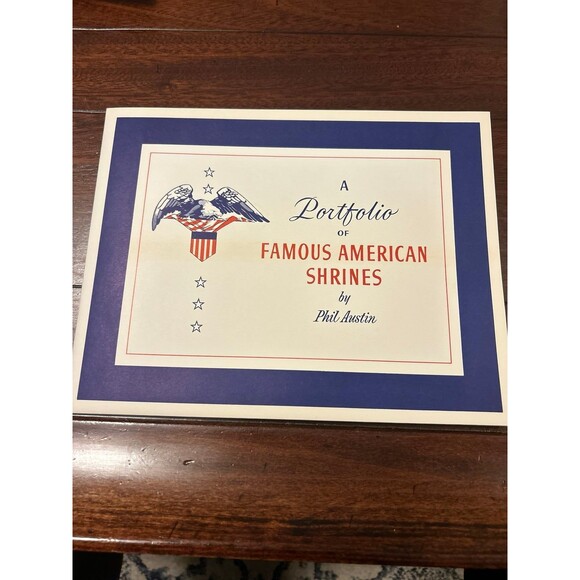 A
Portfolio
OF
FAMOUS AMERICAN
SHRINES
by
Phil Austin